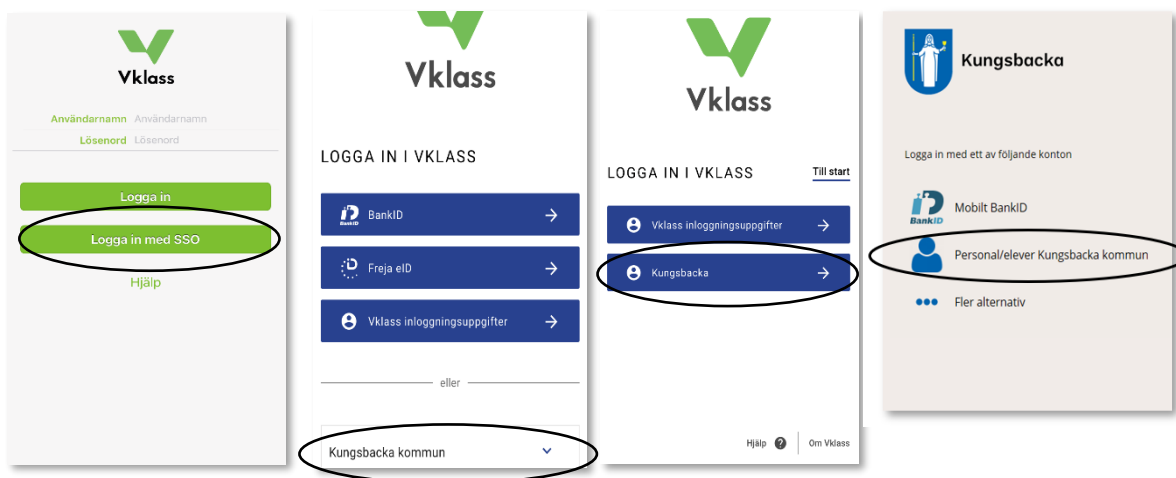 Vklass
Användarnamn Användarnamn
Lösenord Lösenord
Logga in
Logga in med SSO
Hjälp
Vklass
LOGGA IN I VKLASS
BankID BankID
Freja eID
Vklass inloggningsuppgifter
eller
Kungsbacka kommun
Vklass
LOGGA IN I VKLASS Till start
Vklass inloggningsuppgifter
Kungsbacka
Hjälp ? Om Vklass
Kungsbacka
Logga in med ett av följande konton
BankID Mobilt BankID
Personal/elever Kungsbacka kommun
Fler alternativ